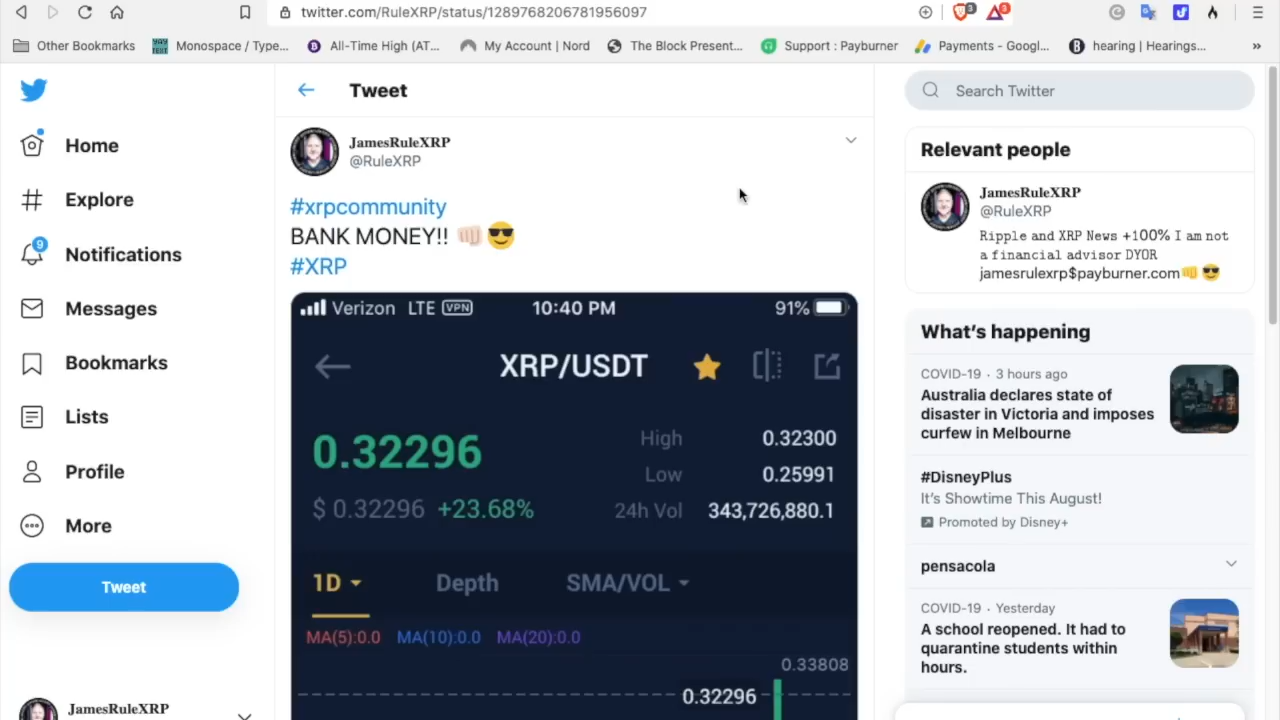 twitter.com/RuleXRP/status/1289768206781956097
3
3
Other Bookmarks
Monospace / Type...
All-Time High (AT...
My Account | Nord
The Block Present...
Support : Payburner
Payments - Googl...
hearing | Hearings...
»
Home
Explore
9
Notifications
Messages
Bookmarks
Lists
Profile
More
Tweet
JamesRuleXRP
Tweet
JamesRuleXRP
@RuleXRP
#xrpcommunity
BANK MONEY!! 👊🏻😎
#XRP
Verizon LTE VPN 10:40 PM 91%
XRP/USDT
0.32296
$ 0.32296 +23.68%
High 0.32300
Low 0.25991
24h Vol 343,726,880.1
1D Depth SMA/VOL
MA(5):0.0 MA(10):0.0 MA(20):0.0
0.33808
0.32296
Search Twitter
Relevant people
JamesRuleXRP
@RuleXRP
Ripple and XRP News +100% I am not
a financial advisor DYOR
jamesrulexrp$payburner.com👊😎
What's happening
COVID-19 · 3 hours ago
Australia declares state of
disaster in Victoria and imposes
curfew in Melbourne
#DisneyPlus
It's Showtime This August!
Promoted by Disney+
pensacola
COVID-19 · Yesterday
A school reopened. It had to
quarantine students within
hours.